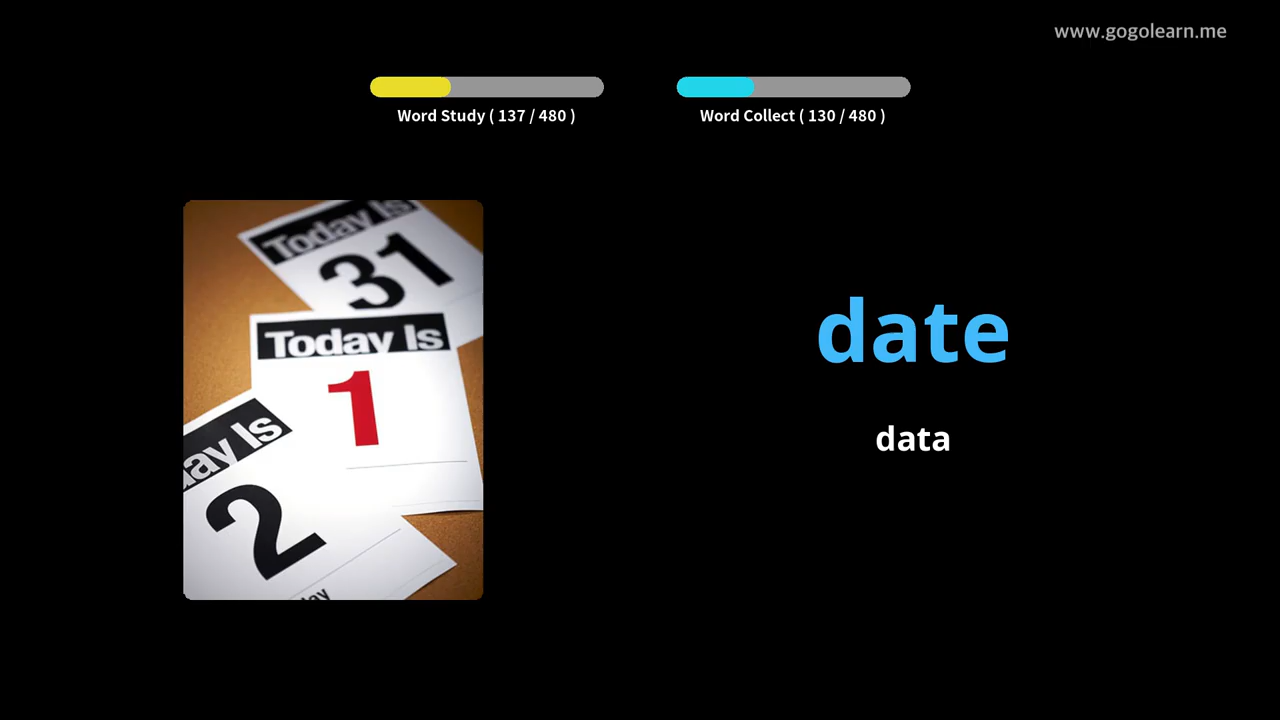 www.gogolearn.me
Word Study ( 137 / 480 )
Word Collect ( 130 / 480 )
Today Is
31
Today Is
1
ay Is
2
date
data